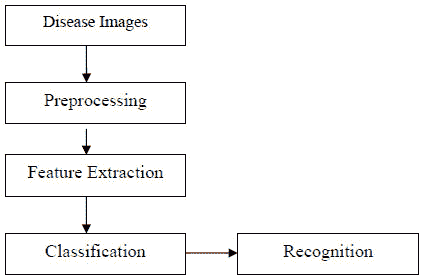 Disease Images
Preprocessing
Feature Extraction
Classification
Recognition